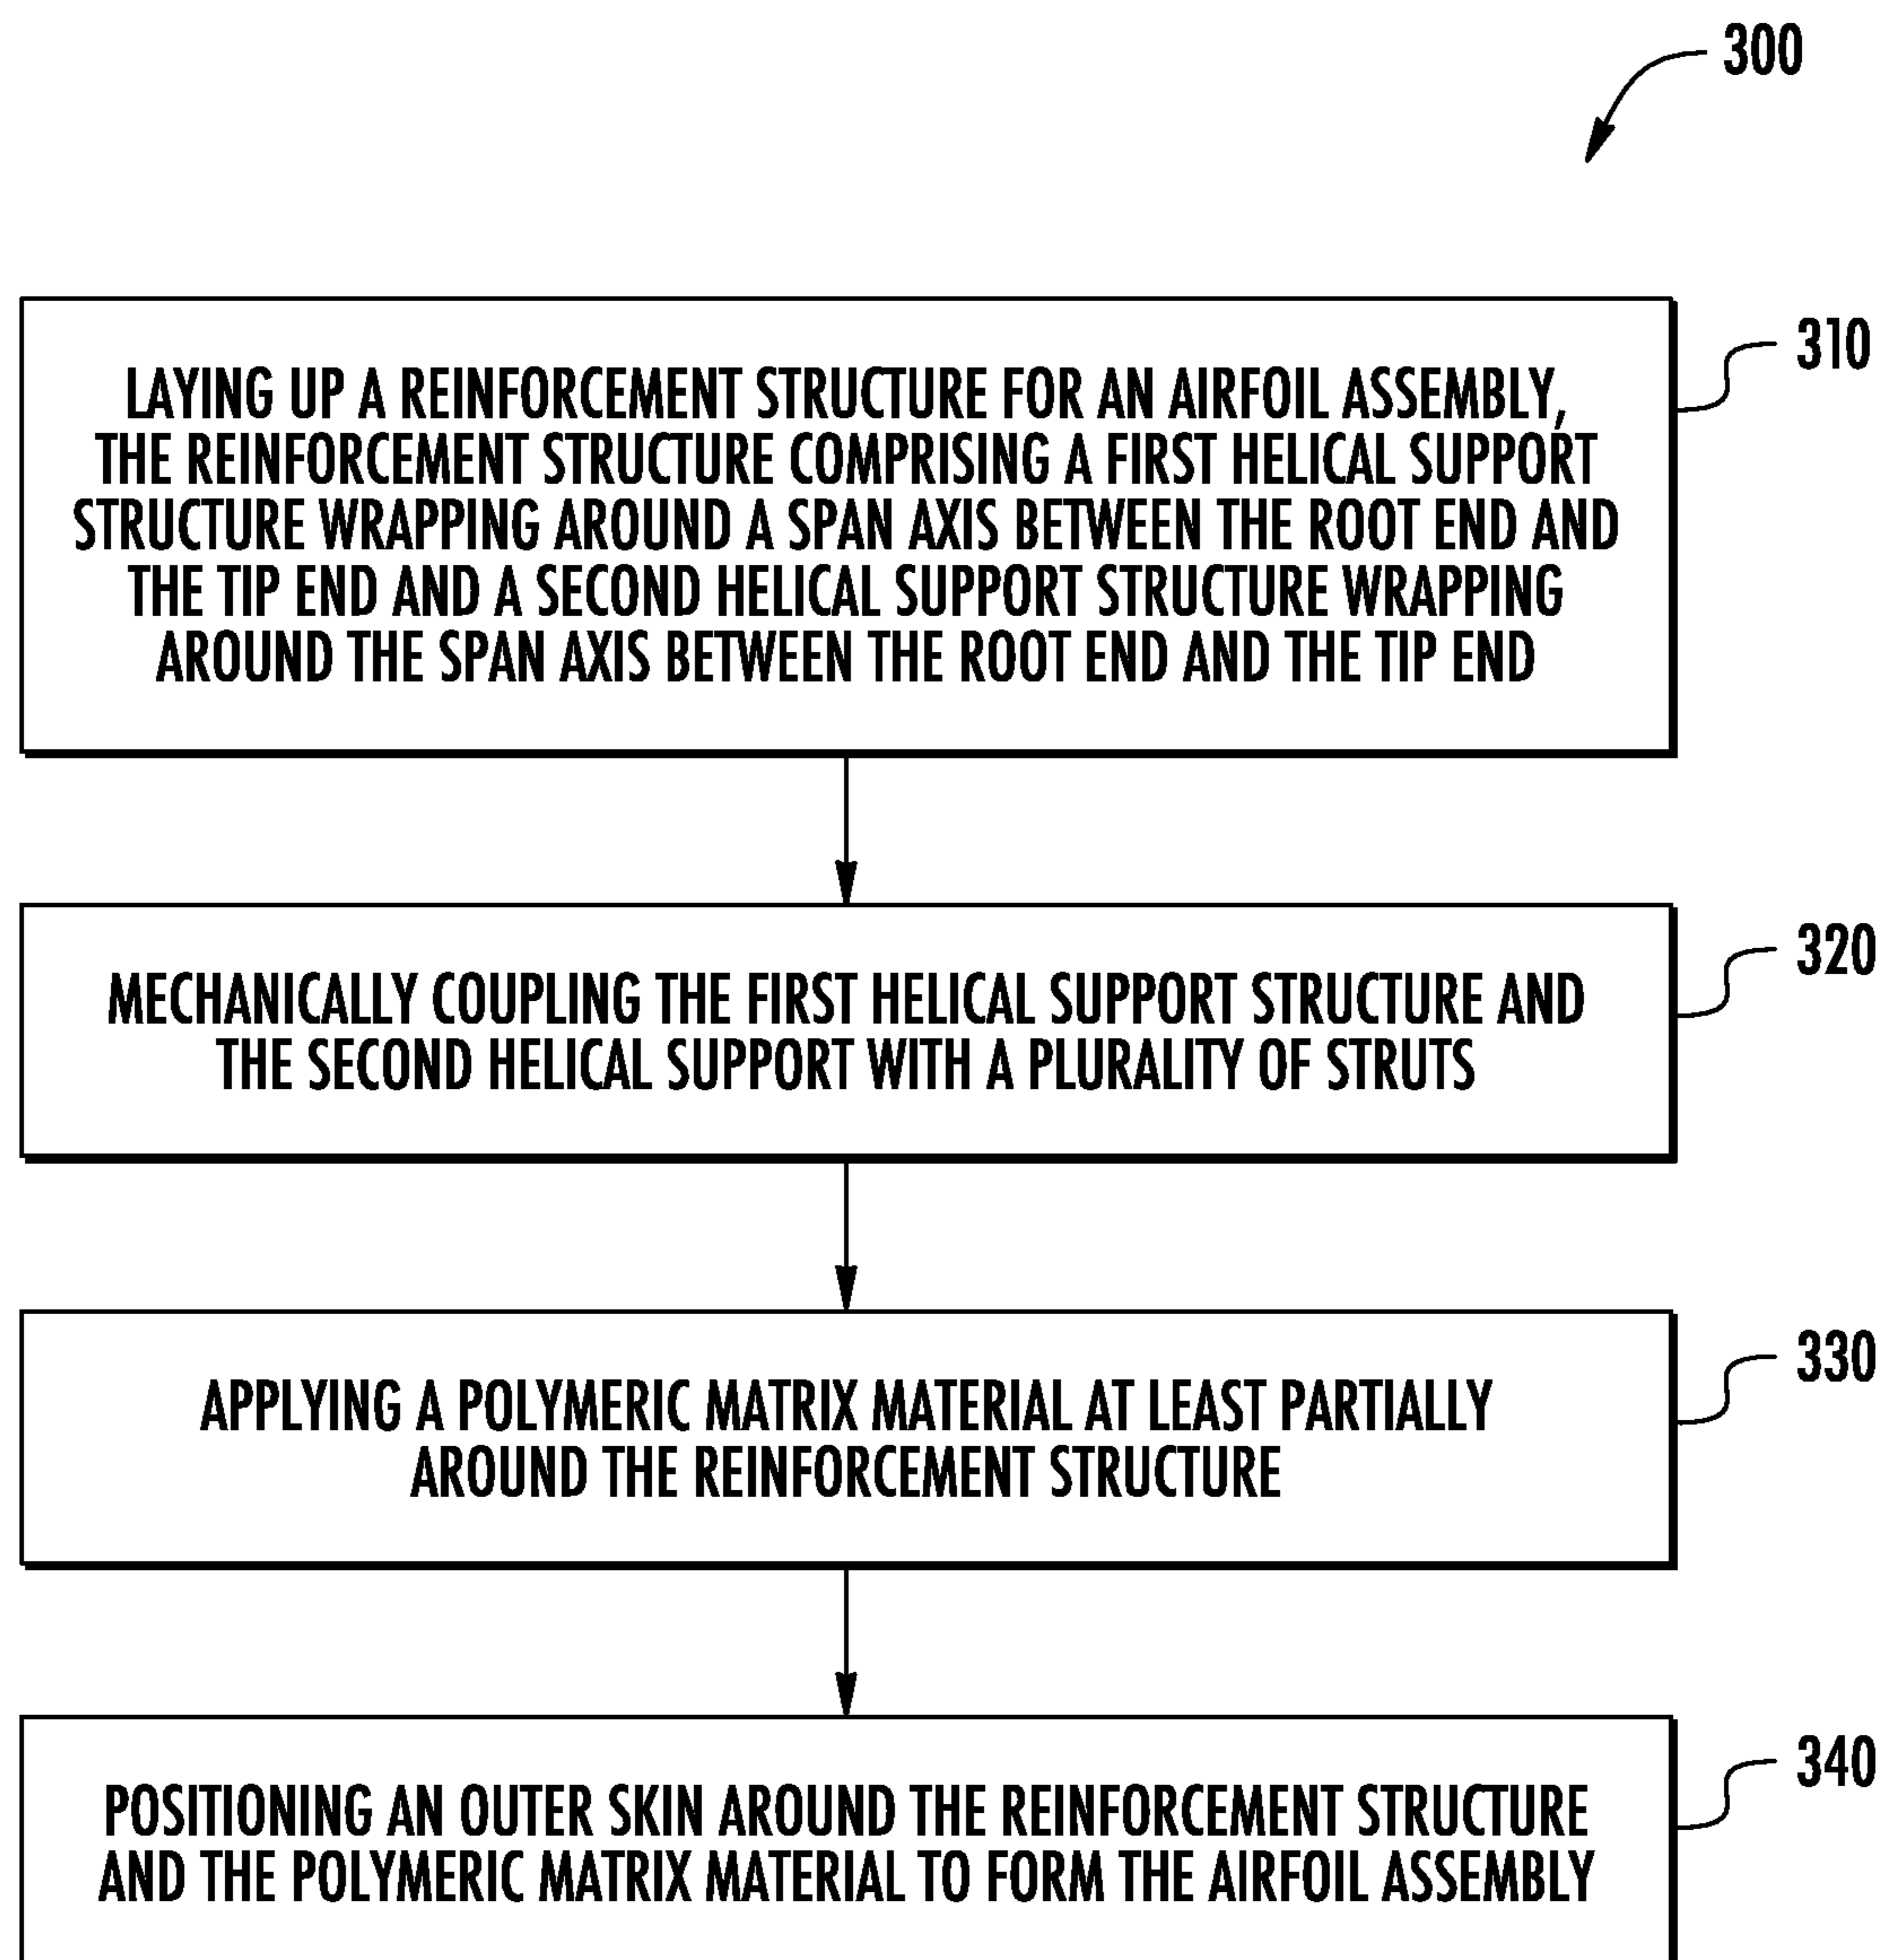 300
310
LAYING UP A REINFORCEMENT STRUCTURE FOR AN AIRFOIL ASSEMBLY,
THE REINFORCEMENT STRUCTURE COMPRISING A FIRST HELICAL SUPPORT
STRUCTURE WRAPPING AROUND A SPAN AXIS BETWEEN THE ROOT END AND
THE TIP END AND A SECOND HELICAL SUPPORT STRUCTURE WRAPPING
AROUND THE SPAN AXIS BETWEEN THE ROOT END AND THE TIP END
320
MECHANICALLY COUPLING THE FIRST HELICAL SUPPORT STRUCTURE AND
THE SECOND HELICAL SUPPORT WITH A PLURALITY OF STRUTS
330
APPLYING A POLYMERIC MATRIX MATERIAL AT LEAST PARTIALLY
AROUND THE REINFORCEMENT STRUCTURE
340
POSITIONING AN OUTER SKIN AROUND THE REINFORCEMENT STRUCTURE
AND THE POLYMERIC MATRIX MATERIAL TO FORM THE AIRFOIL ASSEMBLY